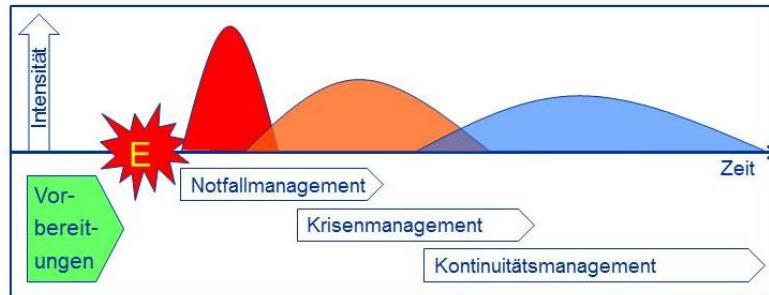 Intensität
E
Zeit
Vor-
bereit-
ungen
Notfallmanagement
Krisenmanagement
Kontinuitätsmanagement